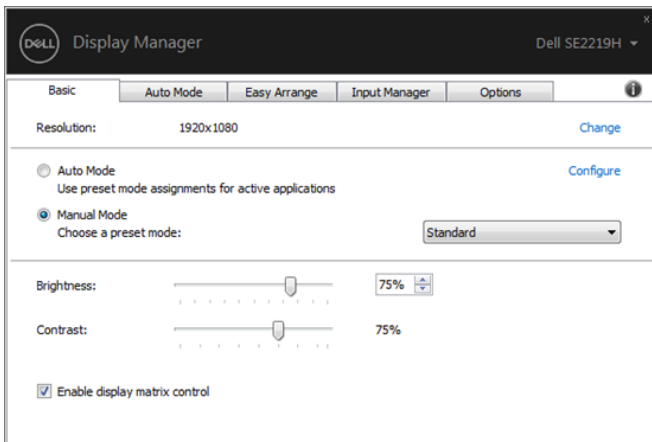 x
DELL Display Manager Dell SE2219H
Basic Auto Mode Easy Arrange Input Manager Options i
Resolution: 1920x1080 Change
Auto Mode Configure
Use preset mode assignments for active applications
Manual Mode
Choose a preset mode: Standard
Brightness: 75%
Contrast: 75%
Enable display matrix control